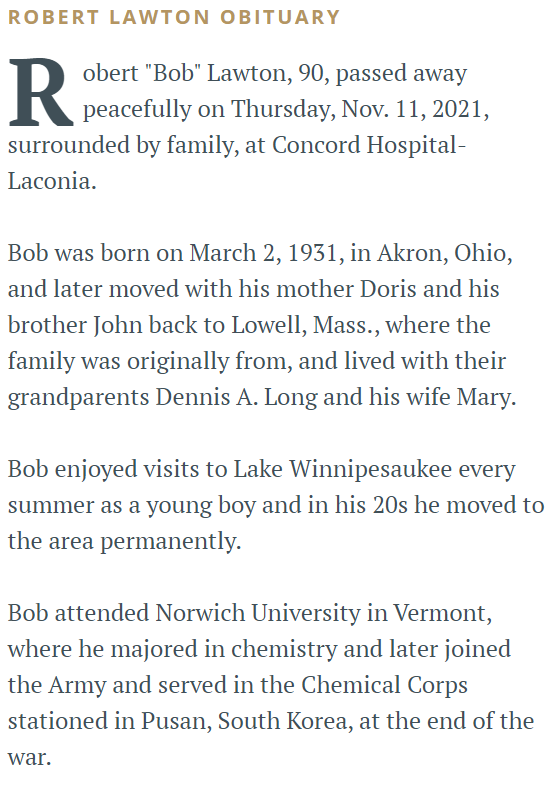 ROBERT LAWTON OBITUARY
Robert "Bob" Lawton, 90, passed away
peacefully on Thursday, Nov. 11, 2021,
surrounded by family, at Concord Hospital-
Laconia.
Bob was born on March 2, 1931, in Akron, Ohio,
and later moved with his mother Doris and his
brother John back to Lowell, Mass., where the
family was originally from, and lived with their
grandparents Dennis A. Long and his wife Mary.
Bob enjoyed visits to Lake Winnipesaukee every
summer as a young boy and in his 20s he moved to
the area permanently.
Bob attended Norwich University in Vermont,
where he majored in chemistry and later joined
the Army and served in the Chemical Corps
stationed in Pusan, South Korea, at the end of the
war.